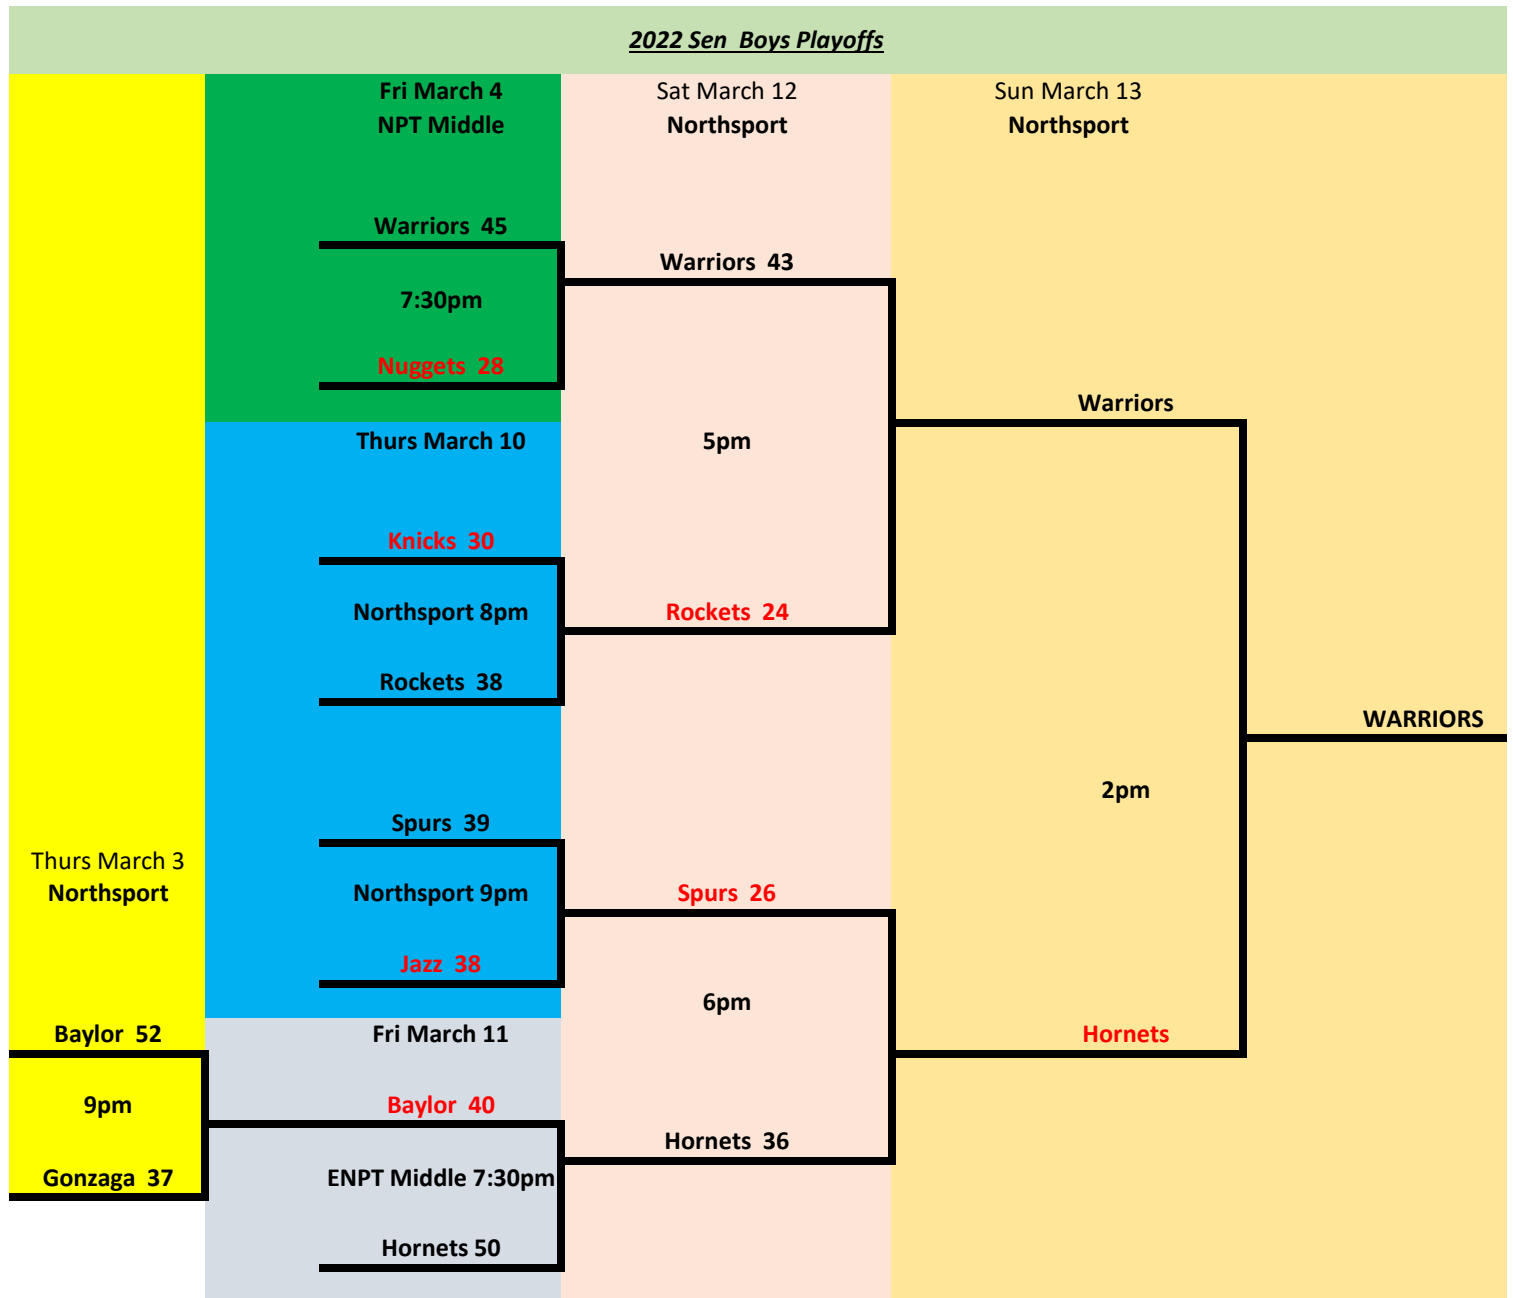 2022 Sen Boys Playoffs
Fri March 4
NPT Middle
Sat March 12
Northsport
Sun March 13
Northsport
Warriors 45
7:30pm
Nuggets 28
Warriors 43
5pm
Rockets 24
Warriors
Thurs March 10
Knicks 30
Northsport 8pm
Rockets 38
WARRIORS
2pm
Spurs 39
Northsport 9pm
Jazz 38
Spurs 26
6pm
Hornets 36
Hornets
Thurs March 3
Northsport
Baylor 52
9pm
Gonzaga 37
Fri March 11
Baylor 40
ENPT Middle 7:30pm
Hornets 50